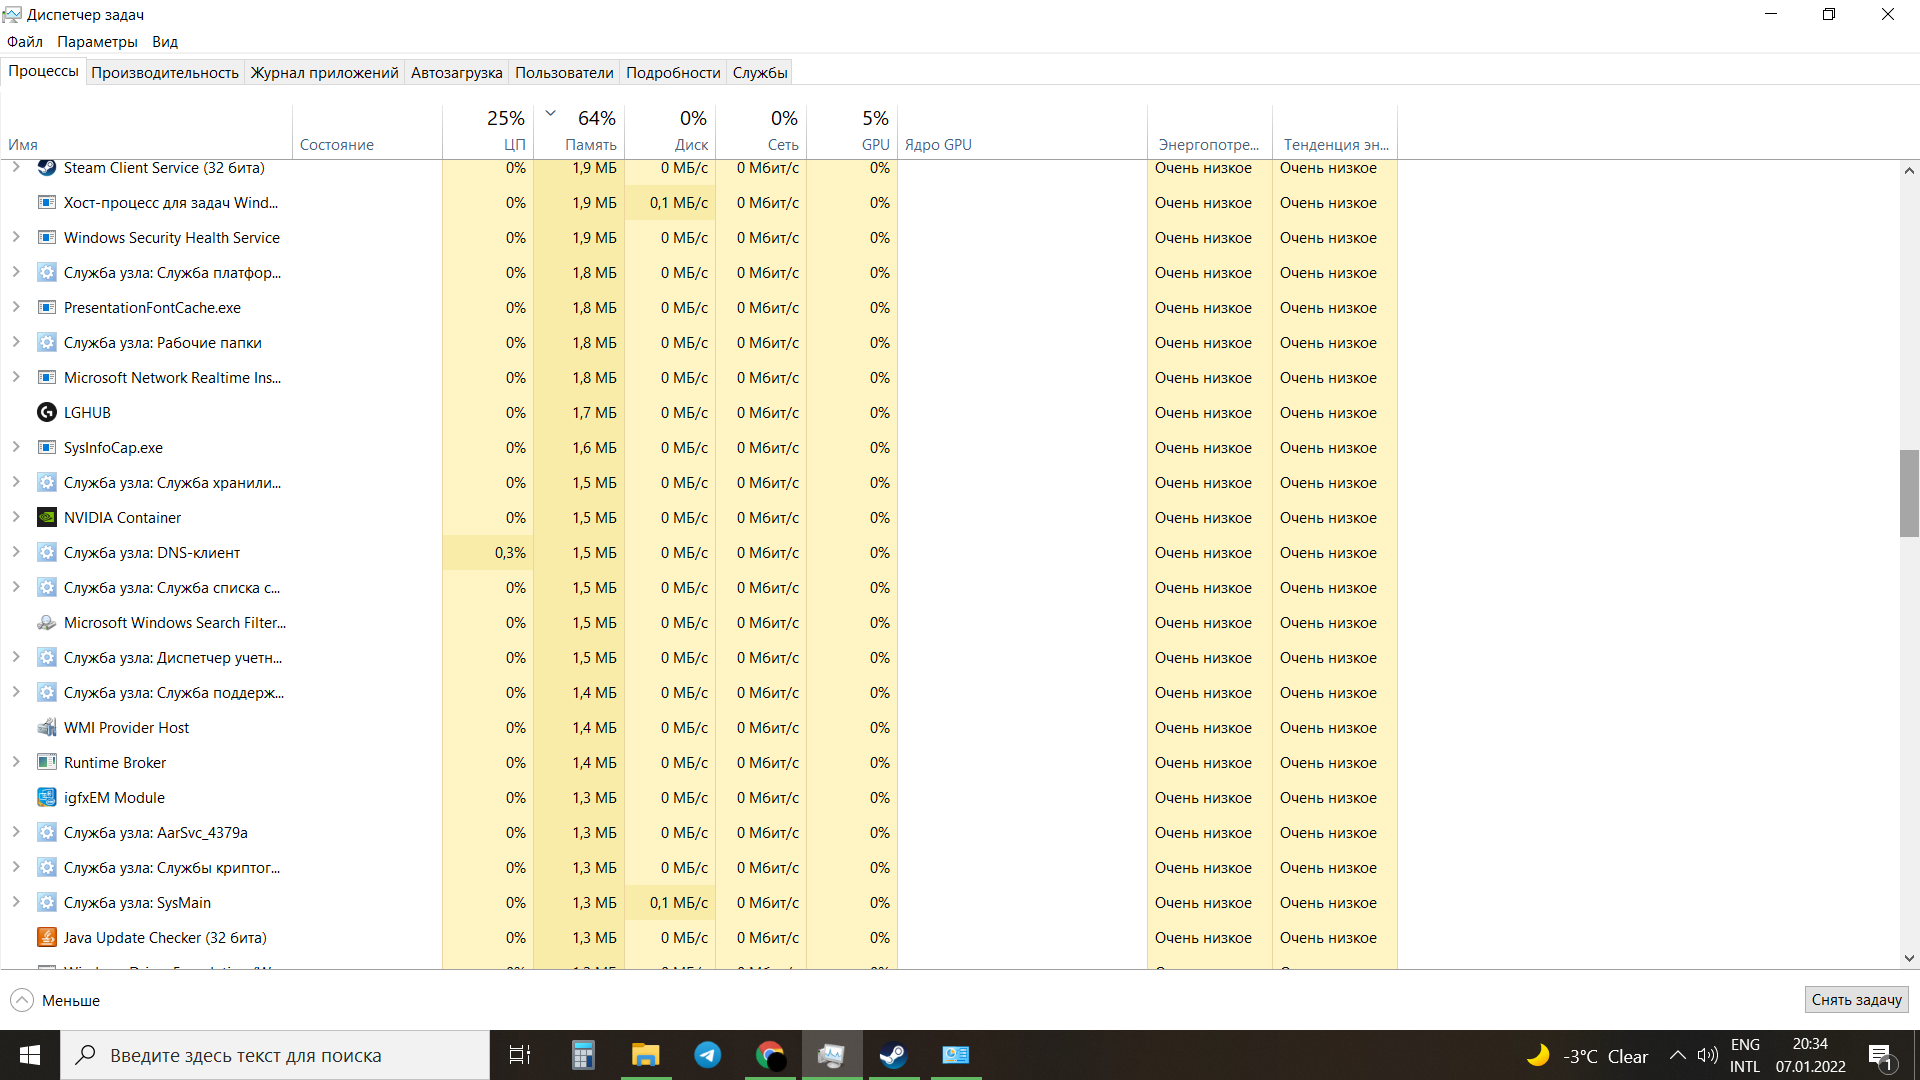 Диспетчер задач
Файл Параметры Вид
Процессы Производительность Журнал приложений Автозагрузка Пользователи Подробности Службы
25% 64% 0% 0% 5%
Имя Состояние ЦП Память Диск Сеть GPU Ядро GPU Энергопотре... Тенденция эн...
Steam Client Service (32 бита) 0% 1,9 МБ 0 МБ/с 0 Мбит/с 0% Очень низкое Очень низкое
Хост-процесс для задач Wind... 0% 1,9 МБ 0,1 МБ/с 0 Мбит/с 0% Очень низкое Очень низкое
Windows Security Health Service 0% 1,9 МБ 0 МБ/с 0 Мбит/с 0% Очень низкое Очень низкое
Служба узла: Служба платфор... 0% 1,8 МБ 0 МБ/с 0 Мбит/с 0% Очень низкое Очень низкое
PresentationFontCache.exe 0% 1,8 МБ 0 МБ/с 0 Мбит/с 0% Очень низкое Очень низкое
Служба узла: Рабочие папки 0% 1,8 МБ 0 МБ/с 0 Мбит/с 0% Очень низкое Очень низкое
Microsoft Network Realtime Ins... 0% 1,8 МБ 0 МБ/с 0 Мбит/с 0% Очень низкое Очень низкое
LGHUB 0% 1,7 МБ 0 МБ/с 0 Мбит/с 0% Очень низкое Очень низкое
SysInfoCap.exe 0% 1,6 МБ 0 МБ/с 0 Мбит/с 0% Очень низкое Очень низкое
Служба узла: Служба хранили... 0% 1,5 МБ 0 МБ/с 0 Мбит/с 0% Очень низкое Очень низкое
NVIDIA Container 0% 1,5 МБ 0 МБ/с 0 Мбит/с 0% Очень низкое Очень низкое
Служба узла: DNS-клиент 0,3% 1,5 МБ 0 МБ/с 0 Мбит/с 0% Очень низкое Очень низкое
Служба узла: Служба списка с... 0% 1,5 МБ 0 МБ/с 0 Мбит/с 0% Очень низкое Очень низкое
Microsoft Windows Search Filter... 0% 1,5 МБ 0 МБ/с 0 Мбит/с 0% Очень низкое Очень низкое
Служба узла: Диспетчер учетн... 0% 1,5 МБ 0 МБ/с 0 Мбит/с 0% Очень низкое Очень низкое
Служба узла: Служба поддерж... 0% 1,4 МБ 0 МБ/с 0 Мбит/с 0% Очень низкое Очень низкое
WMI Provider Host 0% 1,4 МБ 0 МБ/с 0 Мбит/с 0% Очень низкое Очень низкое
Runtime Broker 0% 1,4 МБ 0 МБ/с 0 Мбит/с 0% Очень низкое Очень низкое
igfxEM Module 0% 1,3 МБ 0 МБ/с 0 Мбит/с 0% Очень низкое Очень низкое
Служба узла: AarSvc_4379a 0% 1,3 МБ 0 МБ/с 0 Мбит/с 0% Очень низкое Очень низкое
Служба узла: Службы криптог... 0% 1,3 МБ 0 МБ/с 0 Мбит/с 0% Очень низкое Очень низкое
Служба узла: SysMain 0% 1,3 МБ 0,1 МБ/с 0 Мбит/с 0% Очень низкое Очень низкое
Java Update Checker (32 бита) 0% 1,3 МБ 0 МБ/с 0 Мбит/с 0% Очень низкое Очень низкое
Меньше Снять задачу
Введите здесь текст для поиска -3°C Clear ENG INTL 20:34 07.01.2022 1